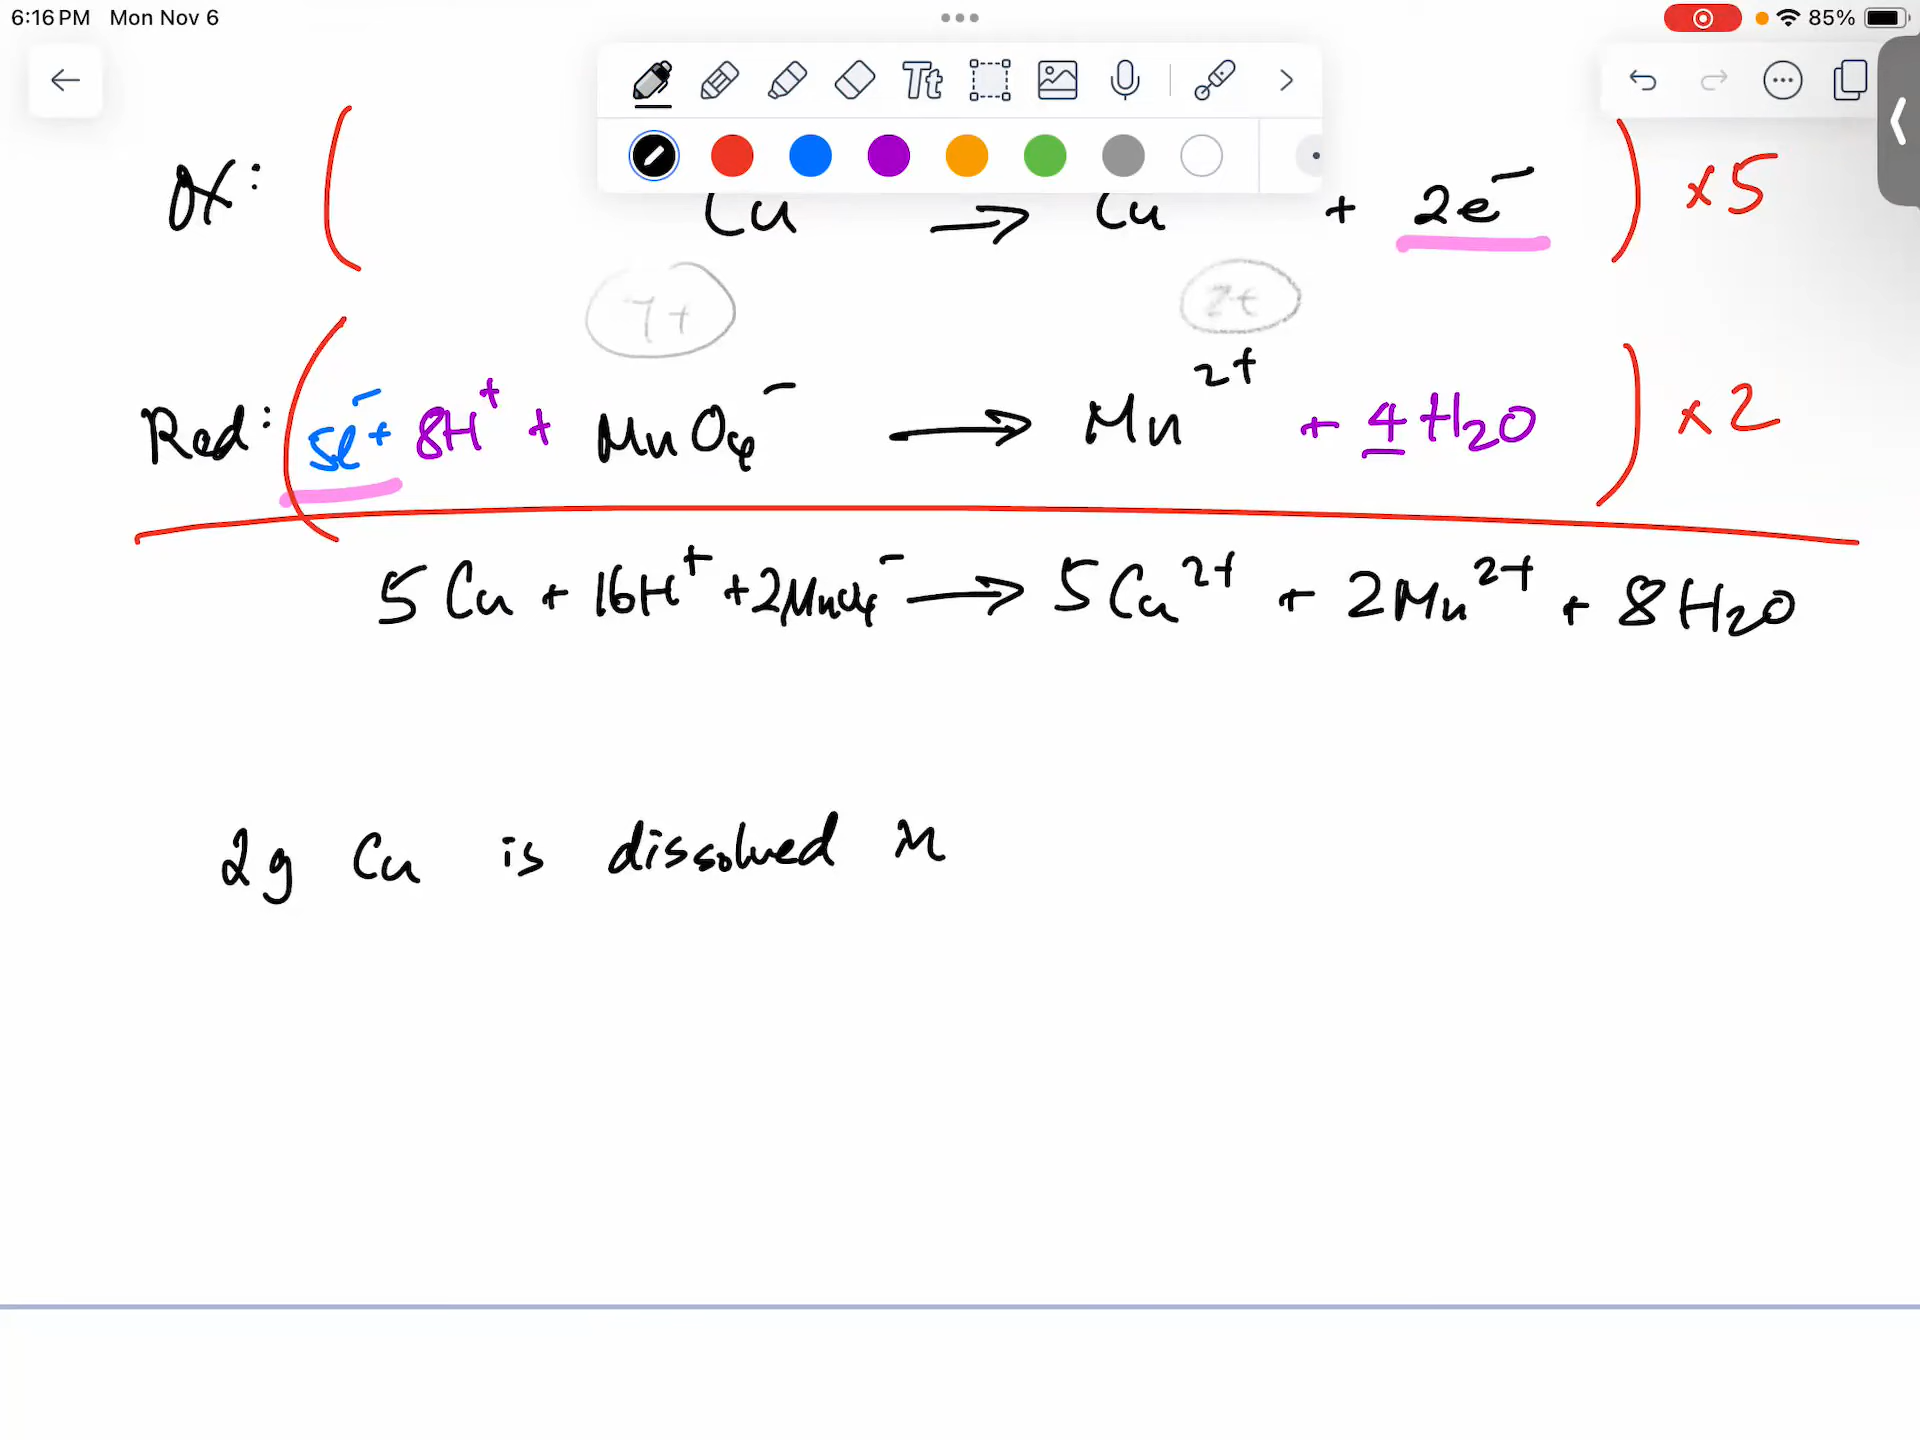 6:16 PM Mon Nov 6
85%
Tt
OX: ( Cu → Cu + 2e⁻ ) x5
7+ 2+
Red: ( 5e⁻ + 8H⁺ + MnO₄⁻ → Mn²⁺ + 4H₂O ) x2
5Cu + 16H⁺ + 2MnO₄⁻ → 5Cu²⁺ + 2Mn²⁺ + 8H₂O
2g Cu is dissolved in